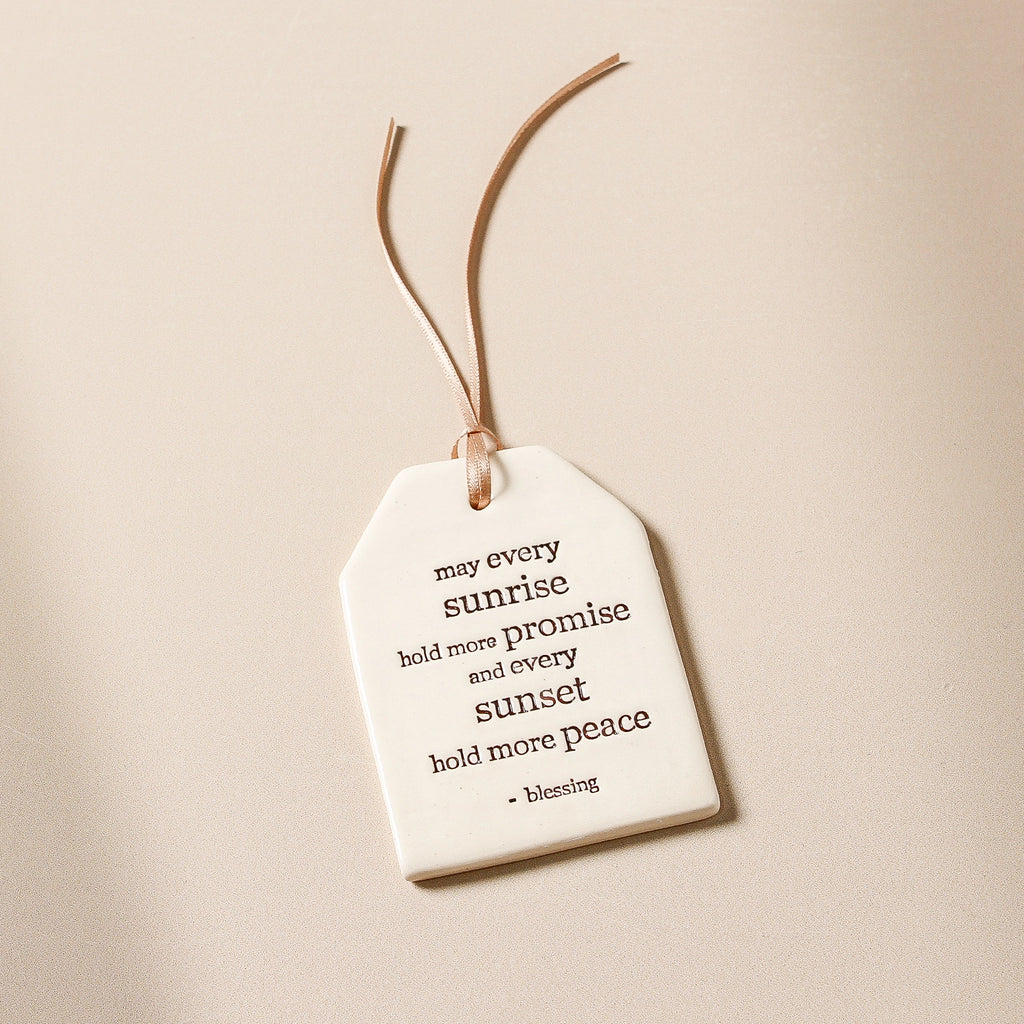 may every
sunrise
hold more promise
and every
sunset
hold more peace
- blessing